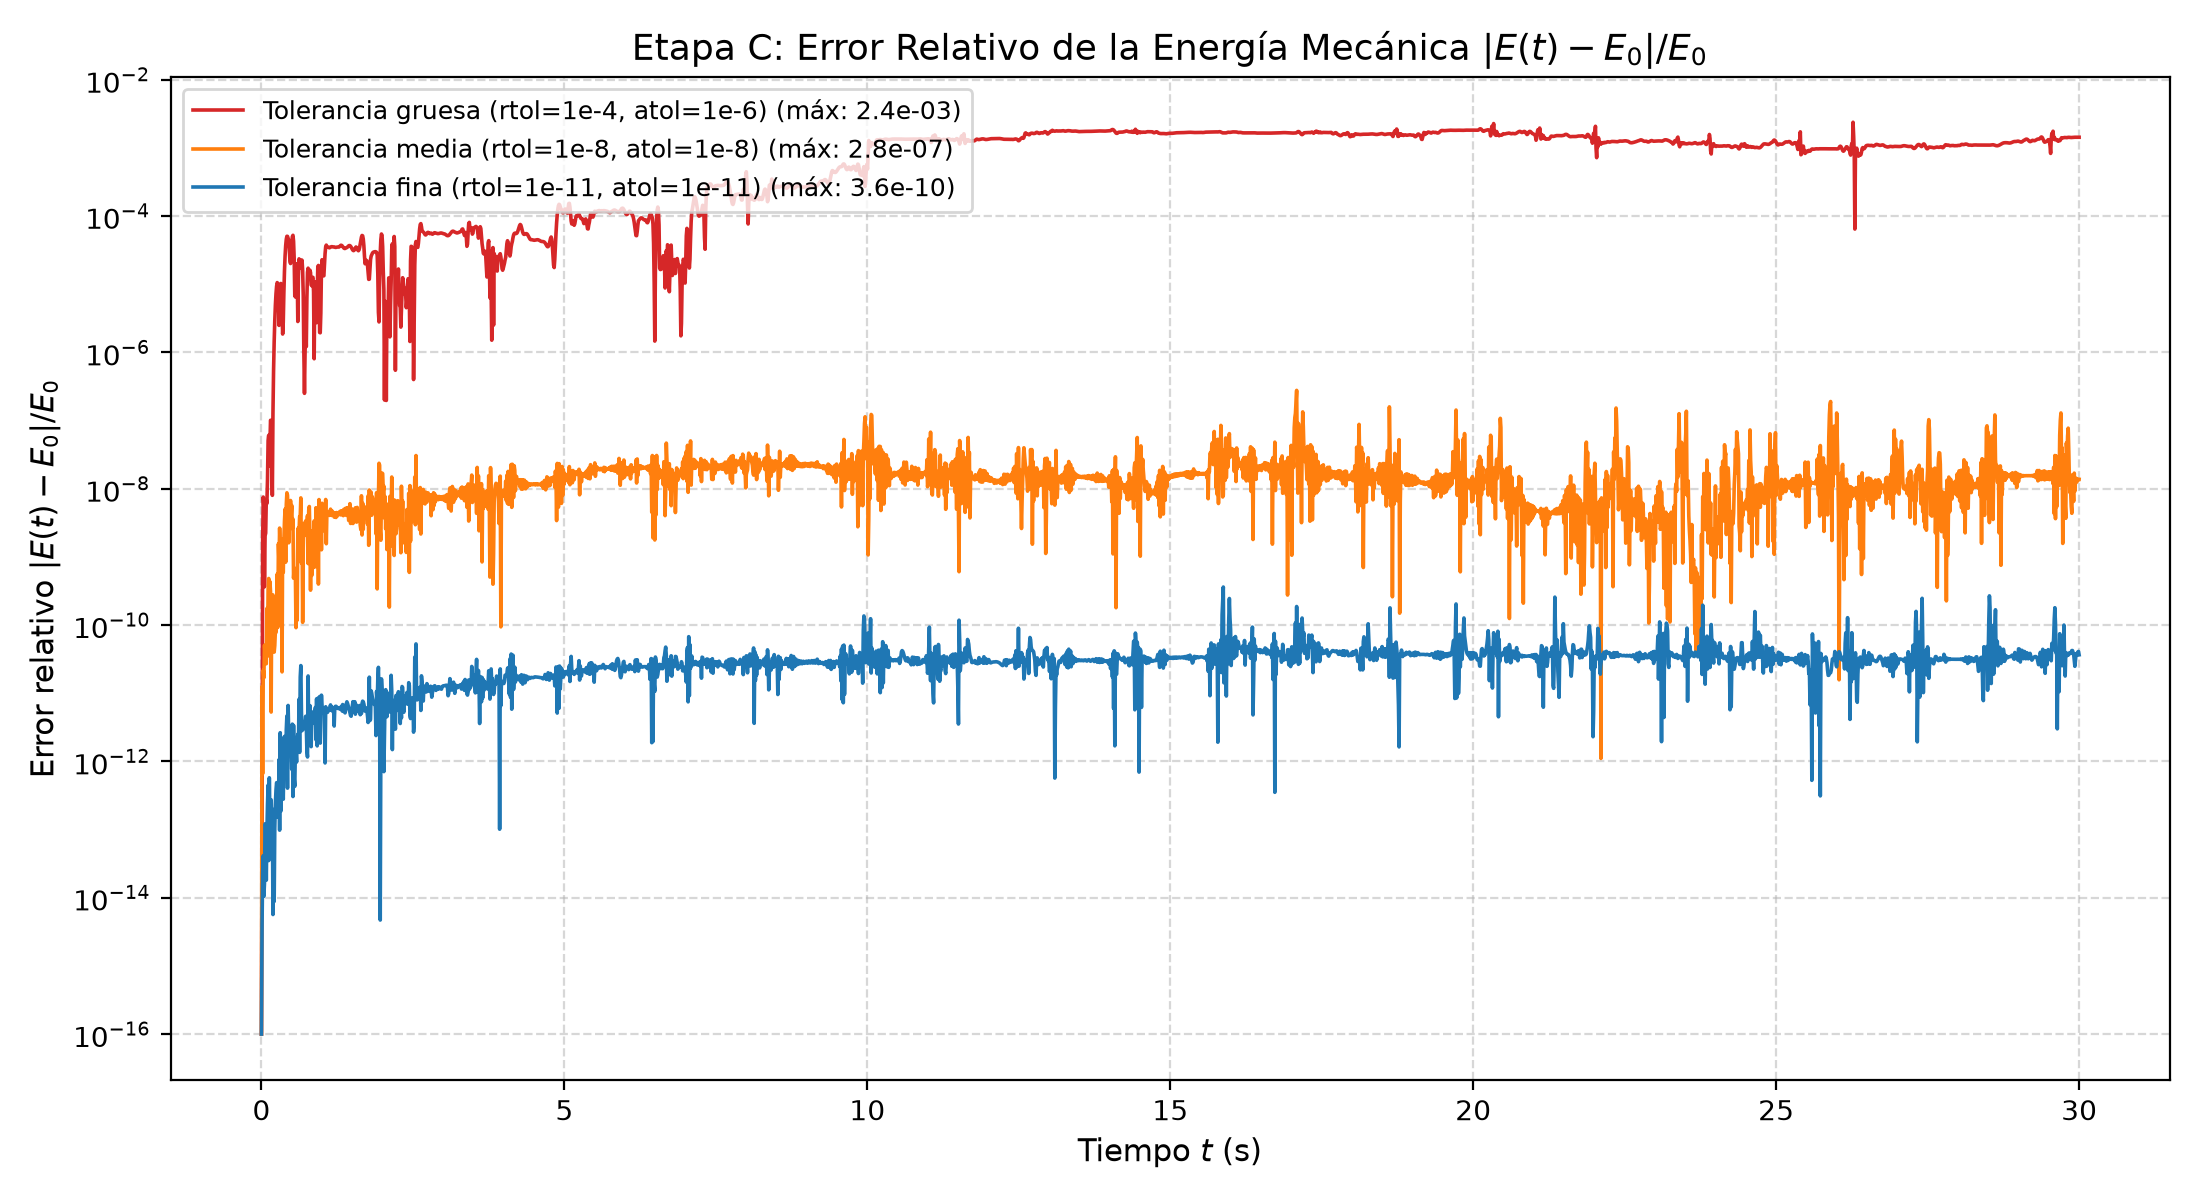 Etapa C: Error Relativo de la Energía Mecánica |E(t) − E₀|/E₀
Tolerancia gruesa (rtol=1e-4, atol=1e-6) (máx: 2.4e-03)
Tolerancia media (rtol=1e-8, atol=1e-8) (máx: 2.8e-07)
Tolerancia fina (rtol=1e-11, atol=1e-11) (máx: 3.6e-10)
Error relativo |E(t) − E₀|/E₀
10⁻²
10⁻⁴
10⁻⁶
10⁻⁸
10⁻¹⁰
10⁻¹²
10⁻¹⁴
10⁻¹⁶
0 5 10 15 20 25 30
Tiempo t (s)